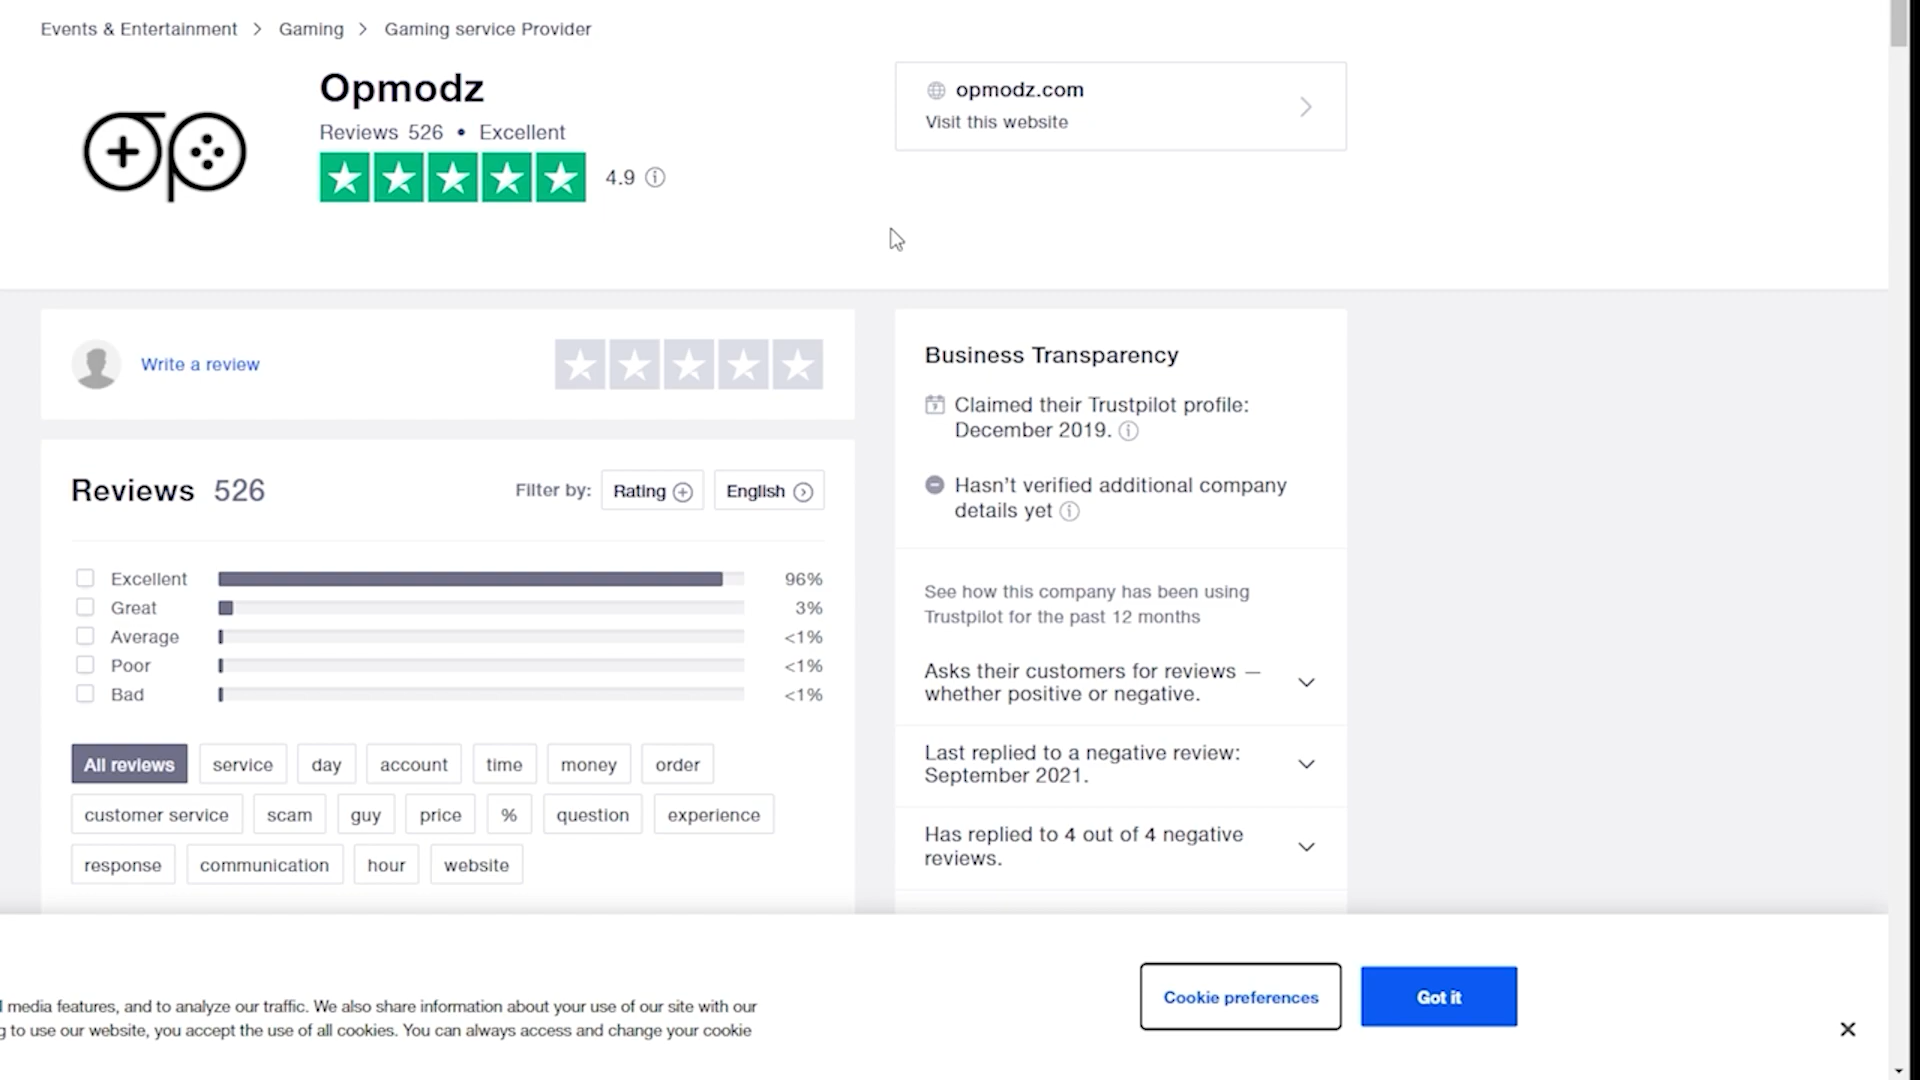 Events & Entertainment > Gaming > Gaming service Provider
Opmodz
Reviews 526 • Excellent
4.9
opmodz.com
Visit this website
Write a review
Reviews 526
Filter by: Rating English
Excellent 96%
Great 3%
Average <1%
Poor <1%
Bad <1%
All reviews service day account time money order
customer service scam guy price % question experience
response communication hour website
Business Transparency
Claimed their Trustpilot profile:
December 2019.
Hasn't verified additional company
details yet
See how this company has been using
Trustpilot for the past 12 months
Asks their customers for reviews —
whether positive or negative.
Last replied to a negative review:
September 2021.
Has replied to 4 out of 4 negative
reviews.
media features, and to analyze our traffic. We also share information about your use of our site with our
to use our website, you accept the use of all cookies. You can always access and change your cookie
Cookie preferences
Got it